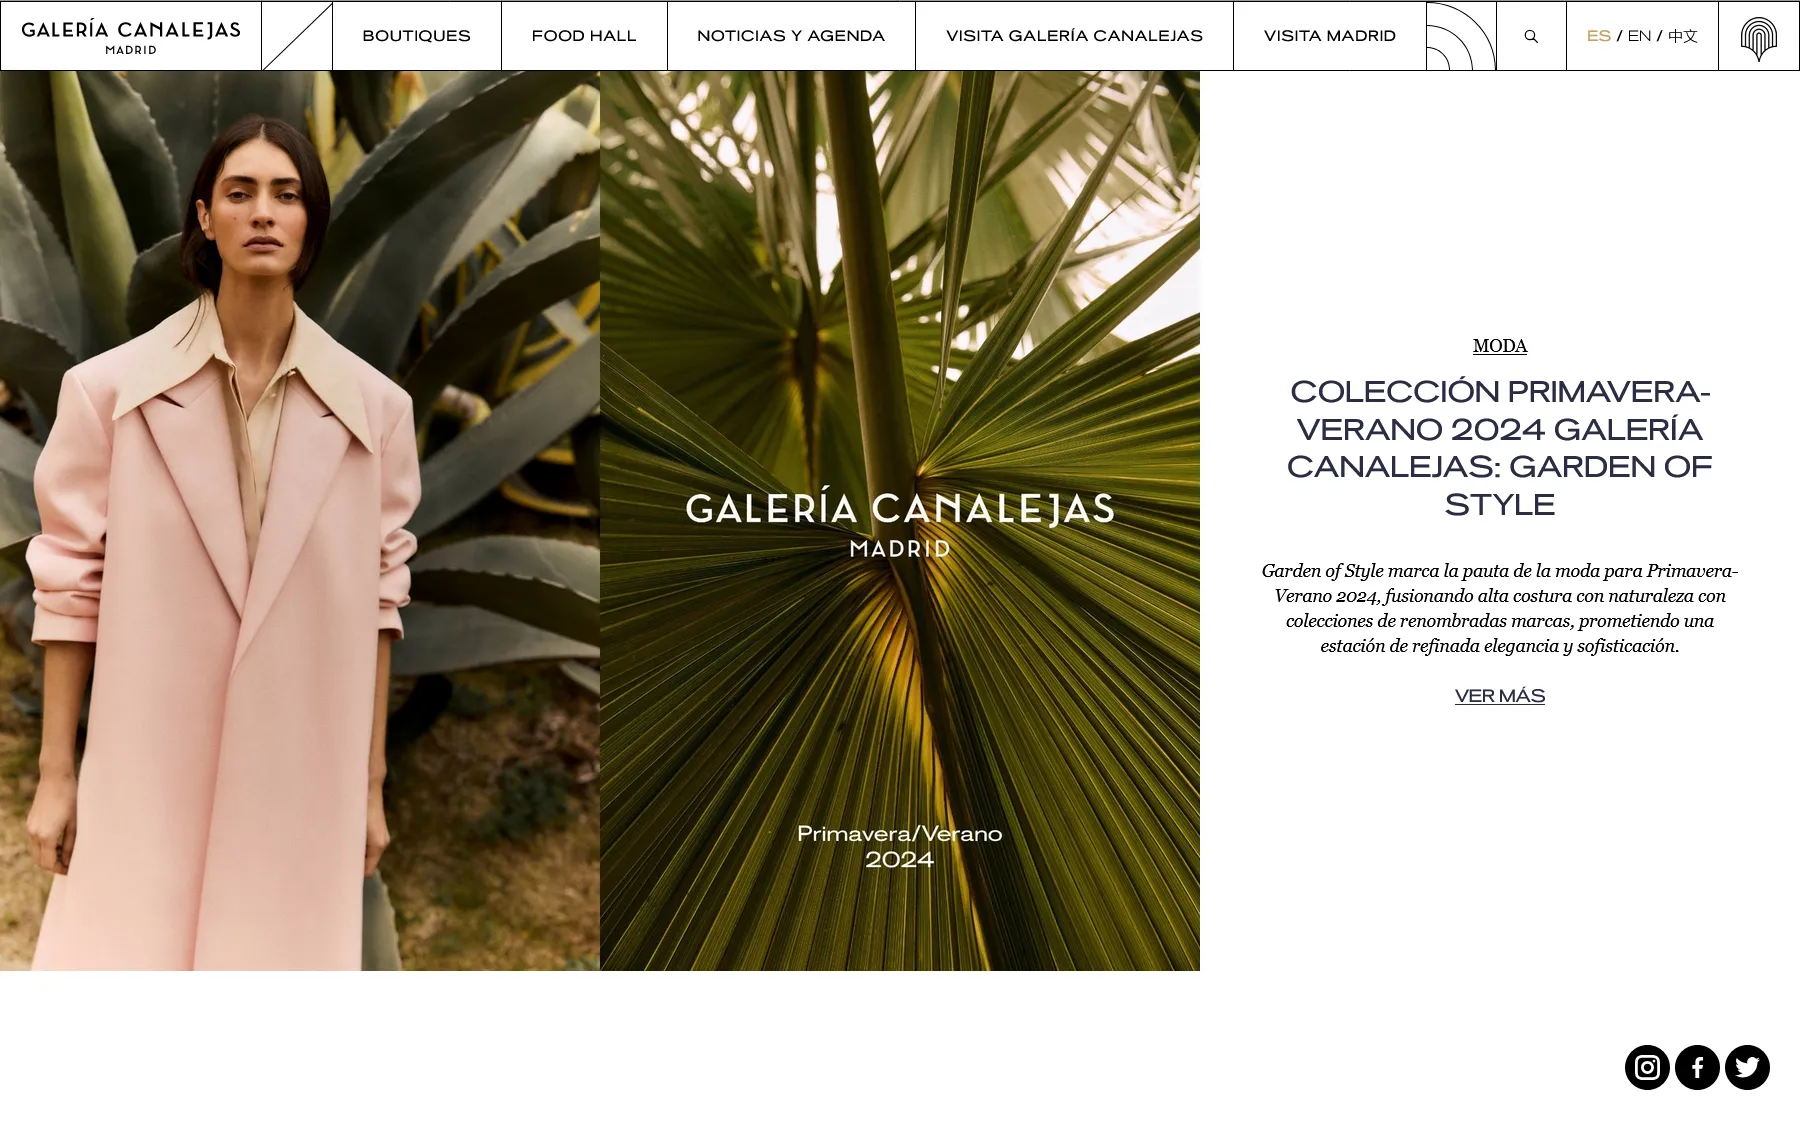 GALERÍA CANALEJAS
MADRID
BOUTIQUES
FOOD HALL
NOTICIAS Y AGENDA
VISITA GALERÍA CANALEJAS
VISITA MADRID
ES / EN / 中文
GALERÍA CANALEJAS
MADRID
Primavera/Verano
2024
MODA
COLECCIÓN PRIMAVERA-
VERANO 2024 GALERÍA
CANALEJAS: GARDEN OF
STYLE
Garden of Style marca la pauta de la moda para Primavera-
Verano 2024, fusionando alta costura con naturaleza con
colecciones de renombradas marcas, prometiendo una
estación de refinada elegancia y sofisticación.
VER MÁS